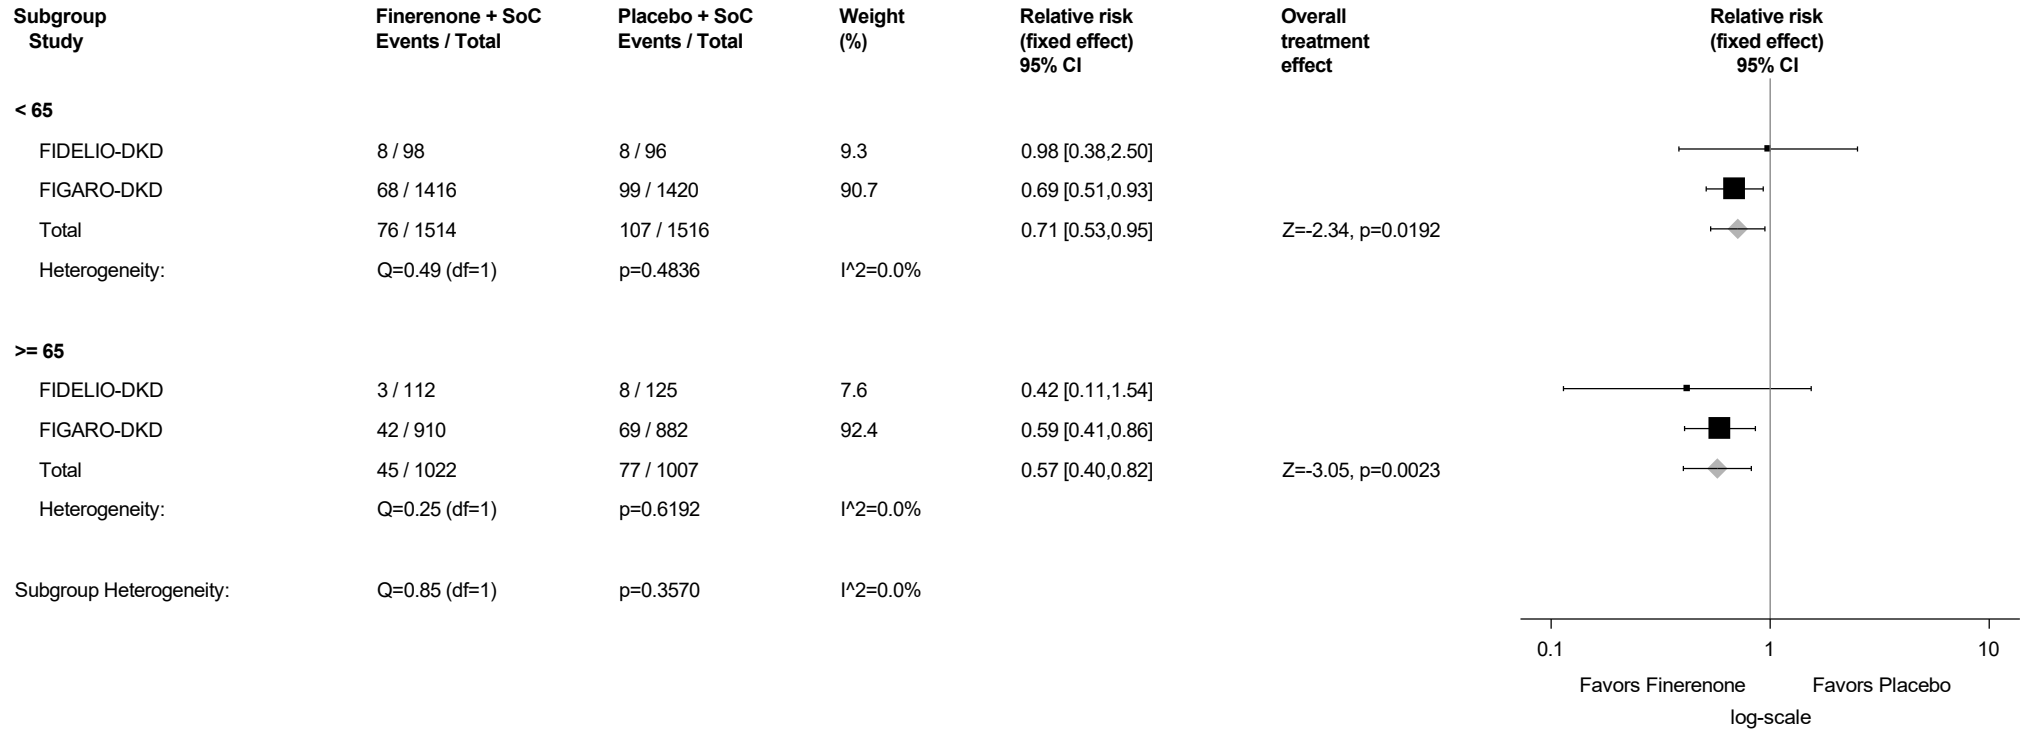 Subgroup Finerenone + SoC Placebo + SoC Weight Relative risk Overall Relative risk
Study Events / Total Events / Total (%) (fixed effect) treatment (fixed effect)
95% CI effect 95% CI
< 65
FIDELIO-DKD 8 / 98 8 / 96 9.3 0.98 [0.38,2.50]
FIGARO-DKD 68 / 1416 99 / 1420 90.7 0.69 [0.51,0.93]
Total 76 / 1514 107 / 1516 0.71 [0.53,0.95] Z=-2.34, p=0.0192
Heterogeneity: Q=0.49 (df=1) p=0.4836 I^2=0.0%
>= 65
FIDELIO-DKD 3 / 112 8 / 125 7.6 0.42 [0.11,1.54]
FIGARO-DKD 42 / 910 69 / 882 92.4 0.59 [0.41,0.86]
Total 45 / 1022 77 / 1007 0.57 [0.40,0.82] Z=-3.05, p=0.0023
Heterogeneity: Q=0.25 (df=1) p=0.6192 I^2=0.0%
Subgroup Heterogeneity: Q=0.85 (df=1) p=0.3570 I^2=0.0%
0.1 1 10
Favors Finerenone Favors Placebo
log-scale